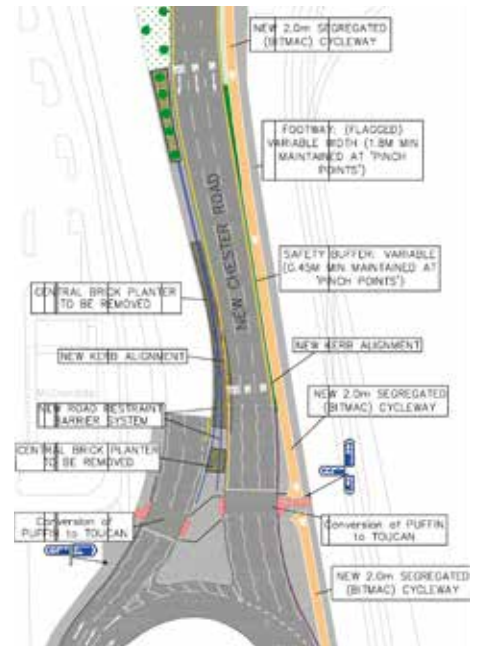 NEW 2.0m SEGREGATED
(BITMAC) CYCLEWAY
FOOTWAY: (FLAGGED)
VARIABLE WIDTH (1.8M MIN
MAINTAINED AT 'PINCH
POINTS')
NEW CHESTER ROAD
SAFETY BUFFER: VARIABLE
(0.45M MIN. MAINTAINED AT
'PINCH POINTS')
CENTRAL BRICK PLANTER
TO BE REMOVED
NEW KERB ALIGNMENT
NEW KERB ALIGNMENT
NEW 2.0m SEGREGATED
(BITMAC) CYCLEWAY
NEW ROAD RESTRAINT
BARRIER SYSTEM
CENTRAL BRICK PLANTER
TO BE REMOVED
Conversion of
PUFFIN to TOUCAN
Conversion of PUFFIN
to TOUCAN
NEW 2.0m SEGREGATED
(BITMAC) CYCLEWAY